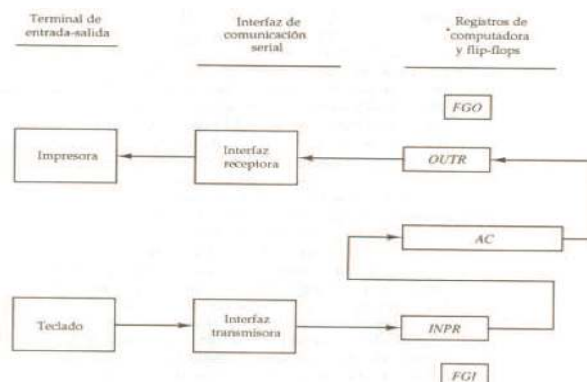 Terminal de
entrada-salida
Interfaz de
comunicación
serial
Registros de
computadora
y flip-flops
FGO
Impresora
Interfaz
receptora
OUTR
AC
Teclado
Interfaz
transmisora
INPR
FGI